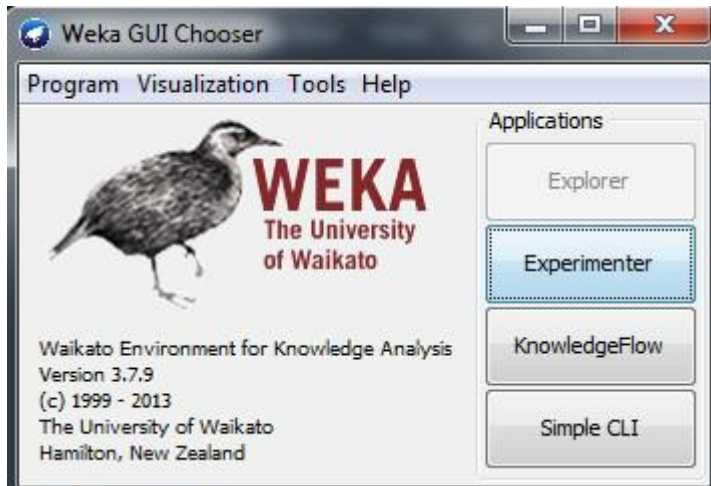 Weka GUI Chooser
Program Visualization Tools Help
WEKA
The University
of Waikato
Waikato Environment for Knowledge Analysis
Version 3.7.9
(c) 1999 - 2013
The University of Waikato
Hamilton, New Zealand
Applications
Explorer
Experimenter
KnowledgeFlow
Simple CLI